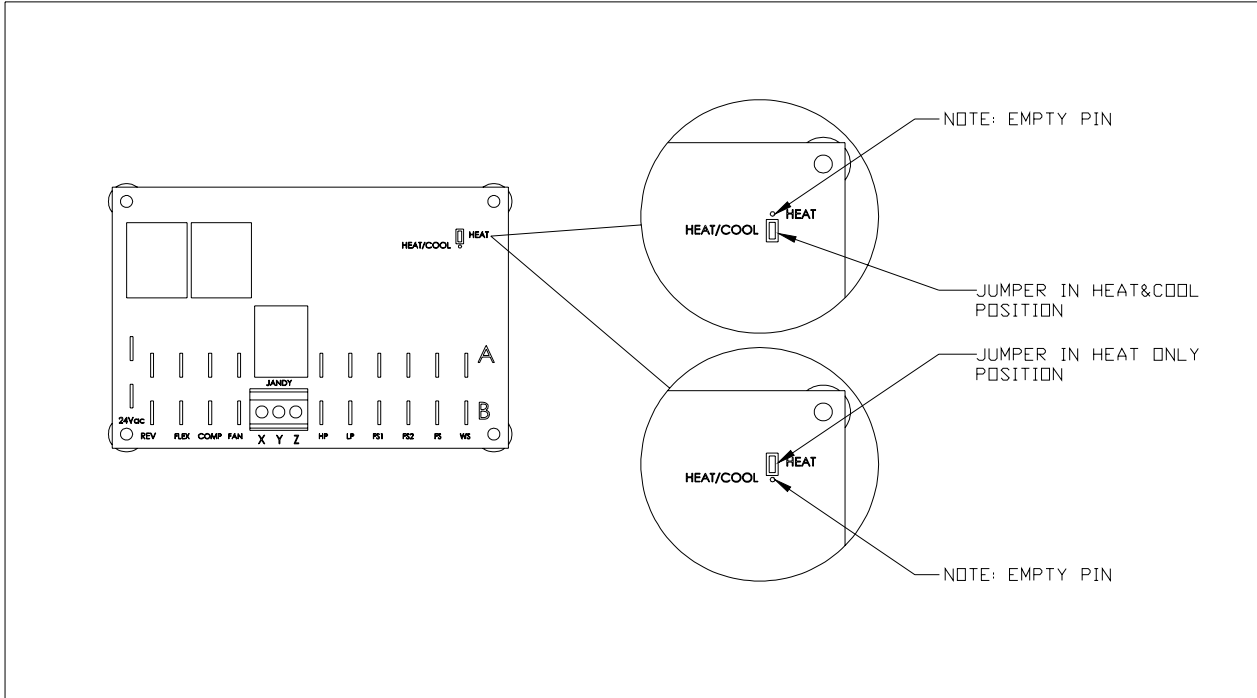 HEAT/COOL
HEAT
A
JANDY
B
24Vac
REV FLEX COMP FAN X Y Z HP LP FS1 FS2 FS WS
NOTE: EMPTY PIN
HEAT
HEAT/COOL
JUMPER IN HEAT&COOL
POSITION
JUMPER IN HEAT ONLY
POSITION
HEAT
HEAT/COOL
NOTE: EMPTY PIN